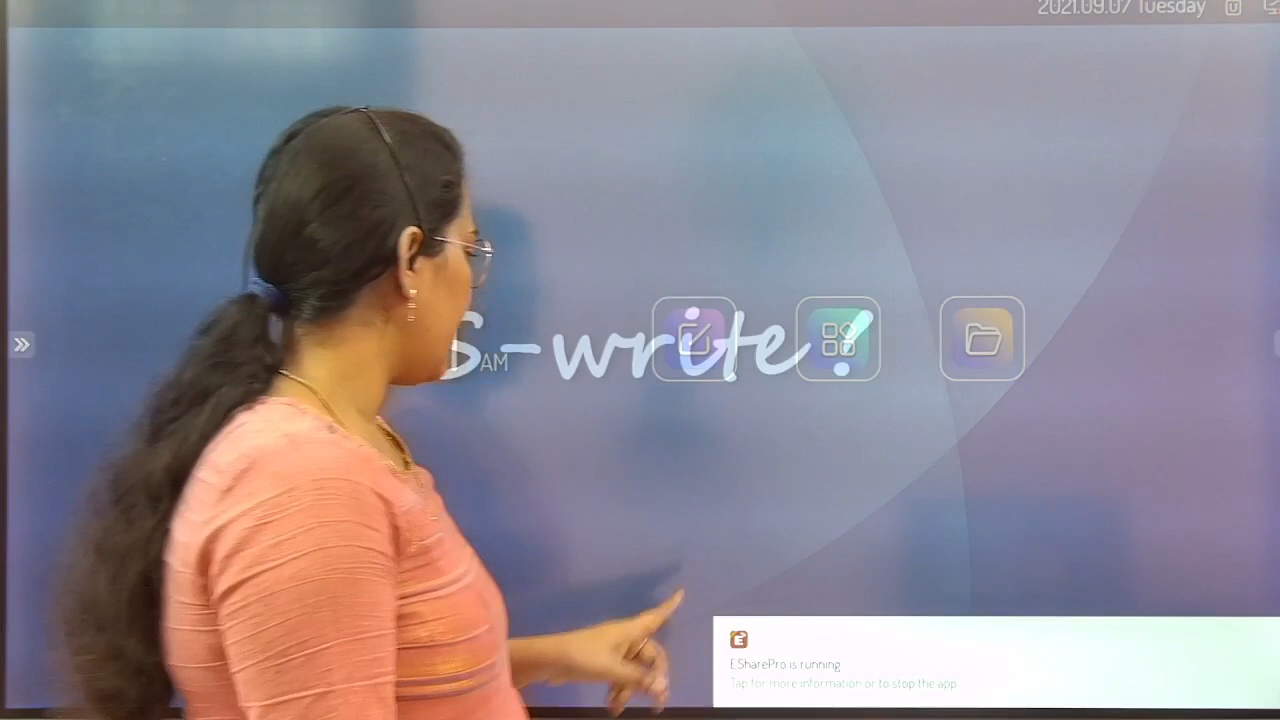 2021.09.07 Tuesday
S-write!
AM
E
ESharePro is running
Tap for more information or to stop the app.